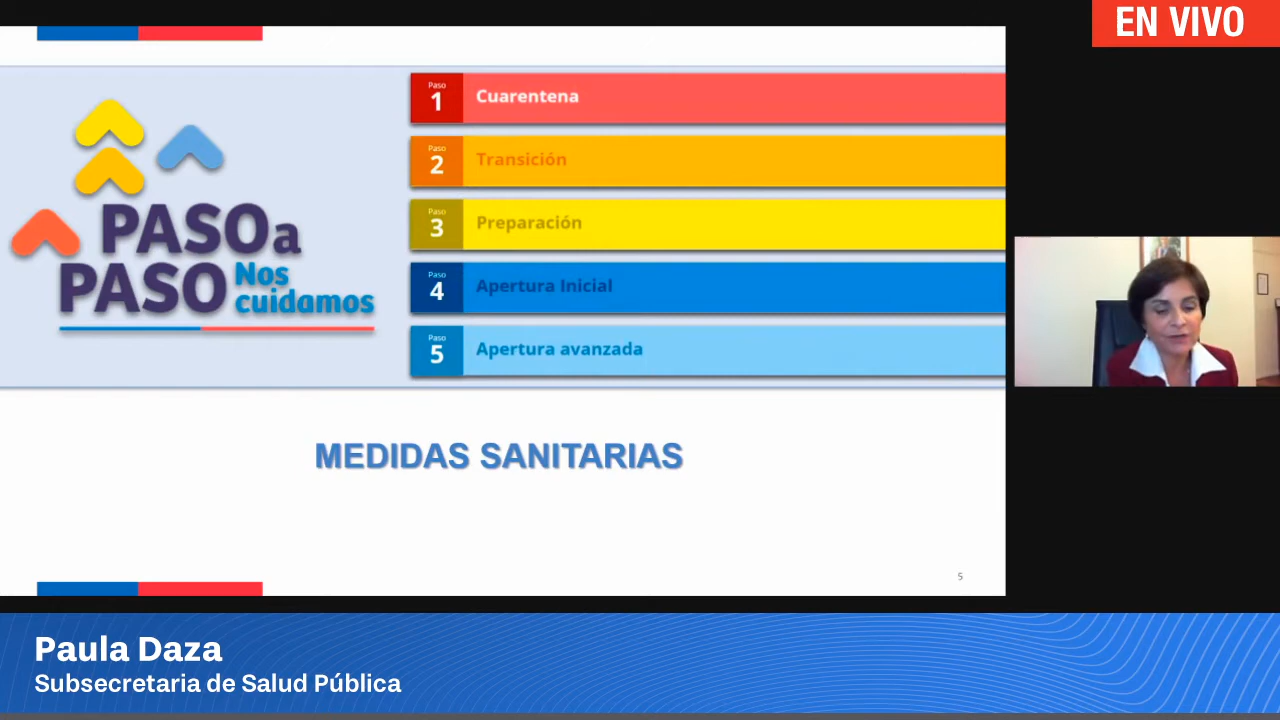 EN VIVO
PASO a
PASO Nos
cuidamos
Paso
1
Cuarentena
Paso
2
Transición
Paso
3
Preparación
Paso
4
Apertura Inicial
Paso
5
Apertura avanzada
MEDIDAS SANITARIAS
5
Paula Daza
Subsecretaria de Salud Pública